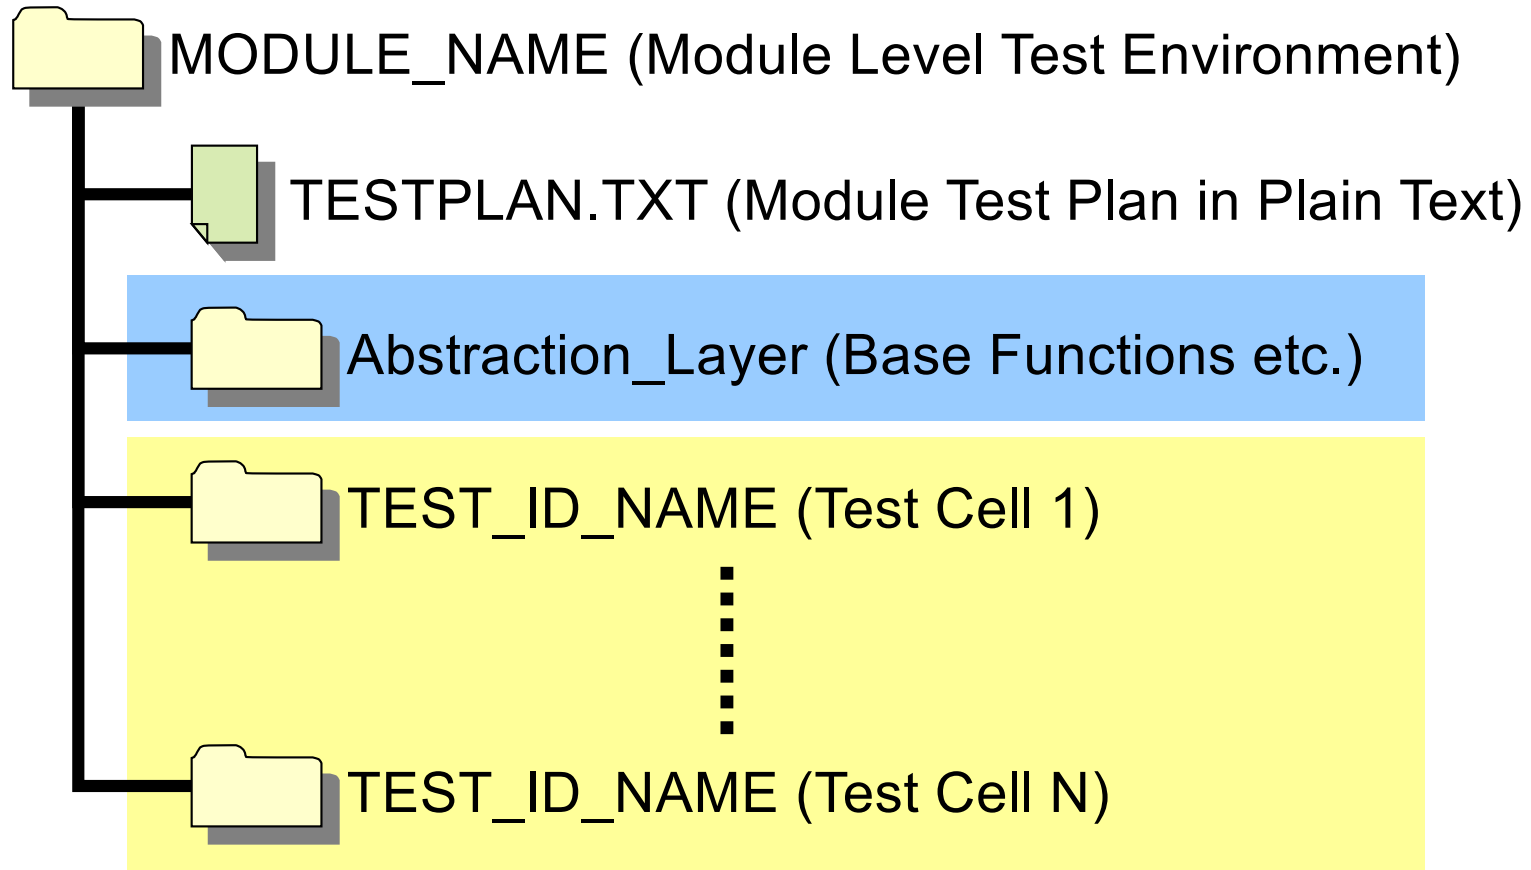 MODULE_NAME (Module Level Test Environment)
TESTPLAN.TXT (Module Test Plan in Plain Text)
Abstraction_Layer (Base Functions etc.)
TEST_ID_NAME (Test Cell 1)
TEST_ID_NAME (Test Cell N)